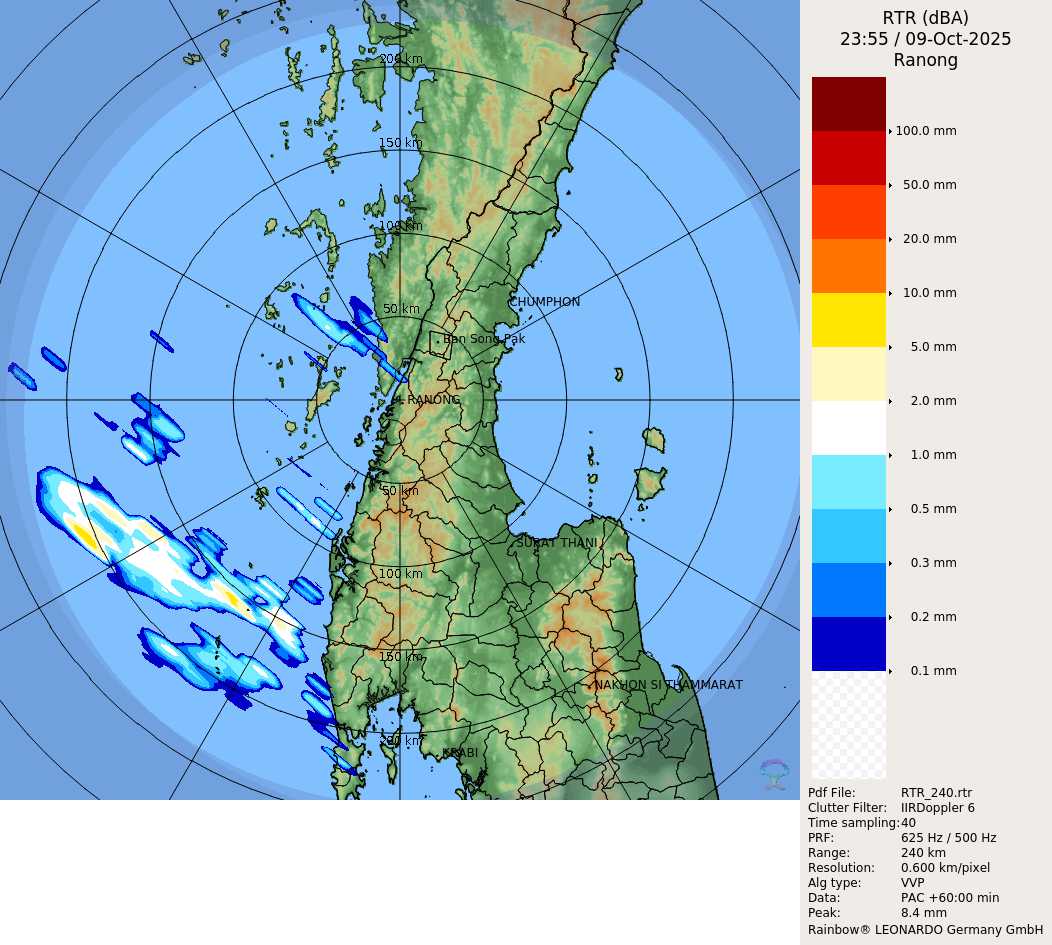 RTR (dBA)
23:55 / 09-Oct-2025
Ranong
200 km
150 km
100 km
50 km
CHUMPHON
Ban Song Pak
RANONG
50 km
SURAT THANI
100 km
150 km
NAKHON SI THAMMARAT
200 km
KRABI
100.0 mm
50.0 mm
20.0 mm
10.0 mm
5.0 mm
2.0 mm
1.0 mm
0.5 mm
0.3 mm
0.2 mm
0.1 mm
Pdf File: RTR_240.rtr
Clutter Filter: IIRDoppler 6
Time sampling:40
PRF: 625 Hz / 500 Hz
Range: 240 km
Resolution: 0.600 km/pixel
Alg type: VVP
Data: PAC +60:00 min
Peak: 8.4 mm
Rainbow® LEONARDO Germany GmbH